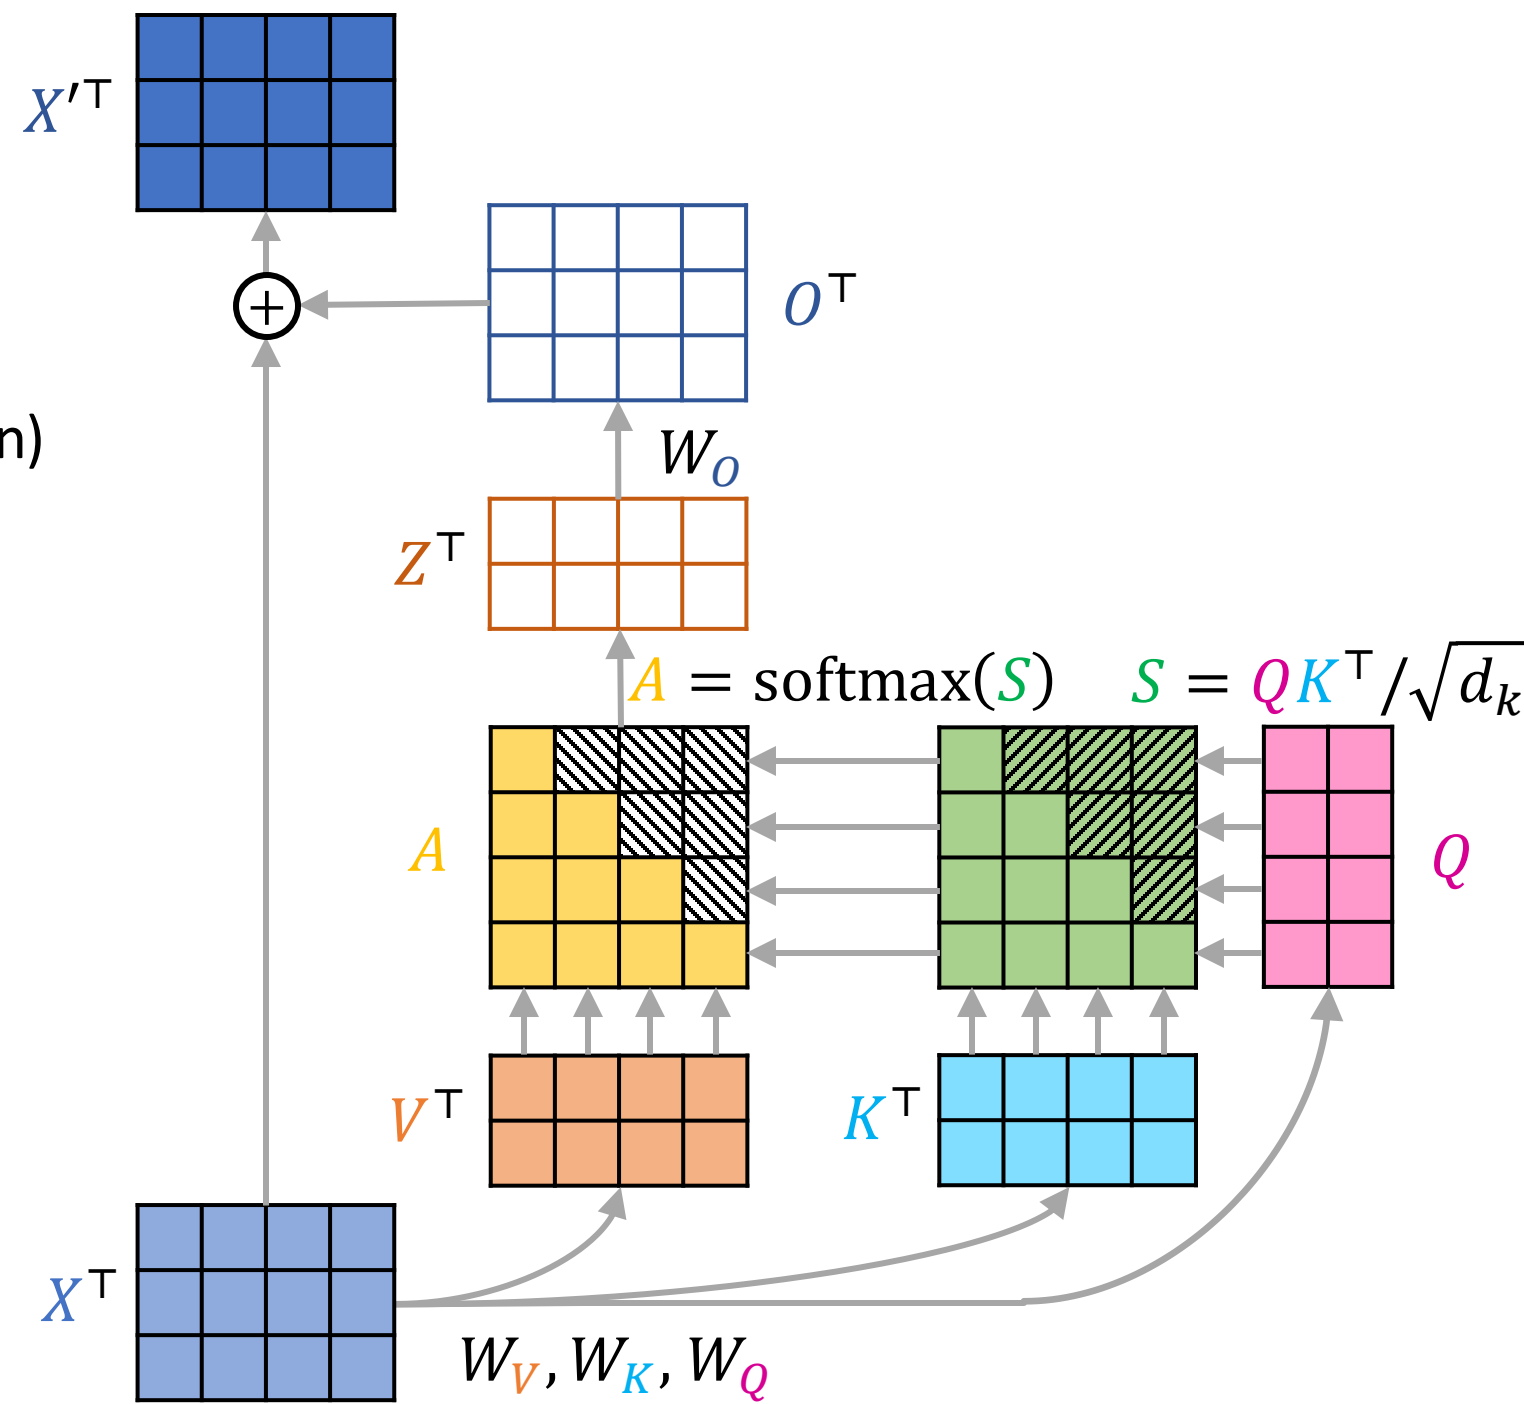 X′⊤
+
O⊤
n)
W_O
Z⊤
A = softmax(S) S = QK⊤/√d_k
A Q
V⊤ K⊤
X⊤
W_V, W_K, W_Q